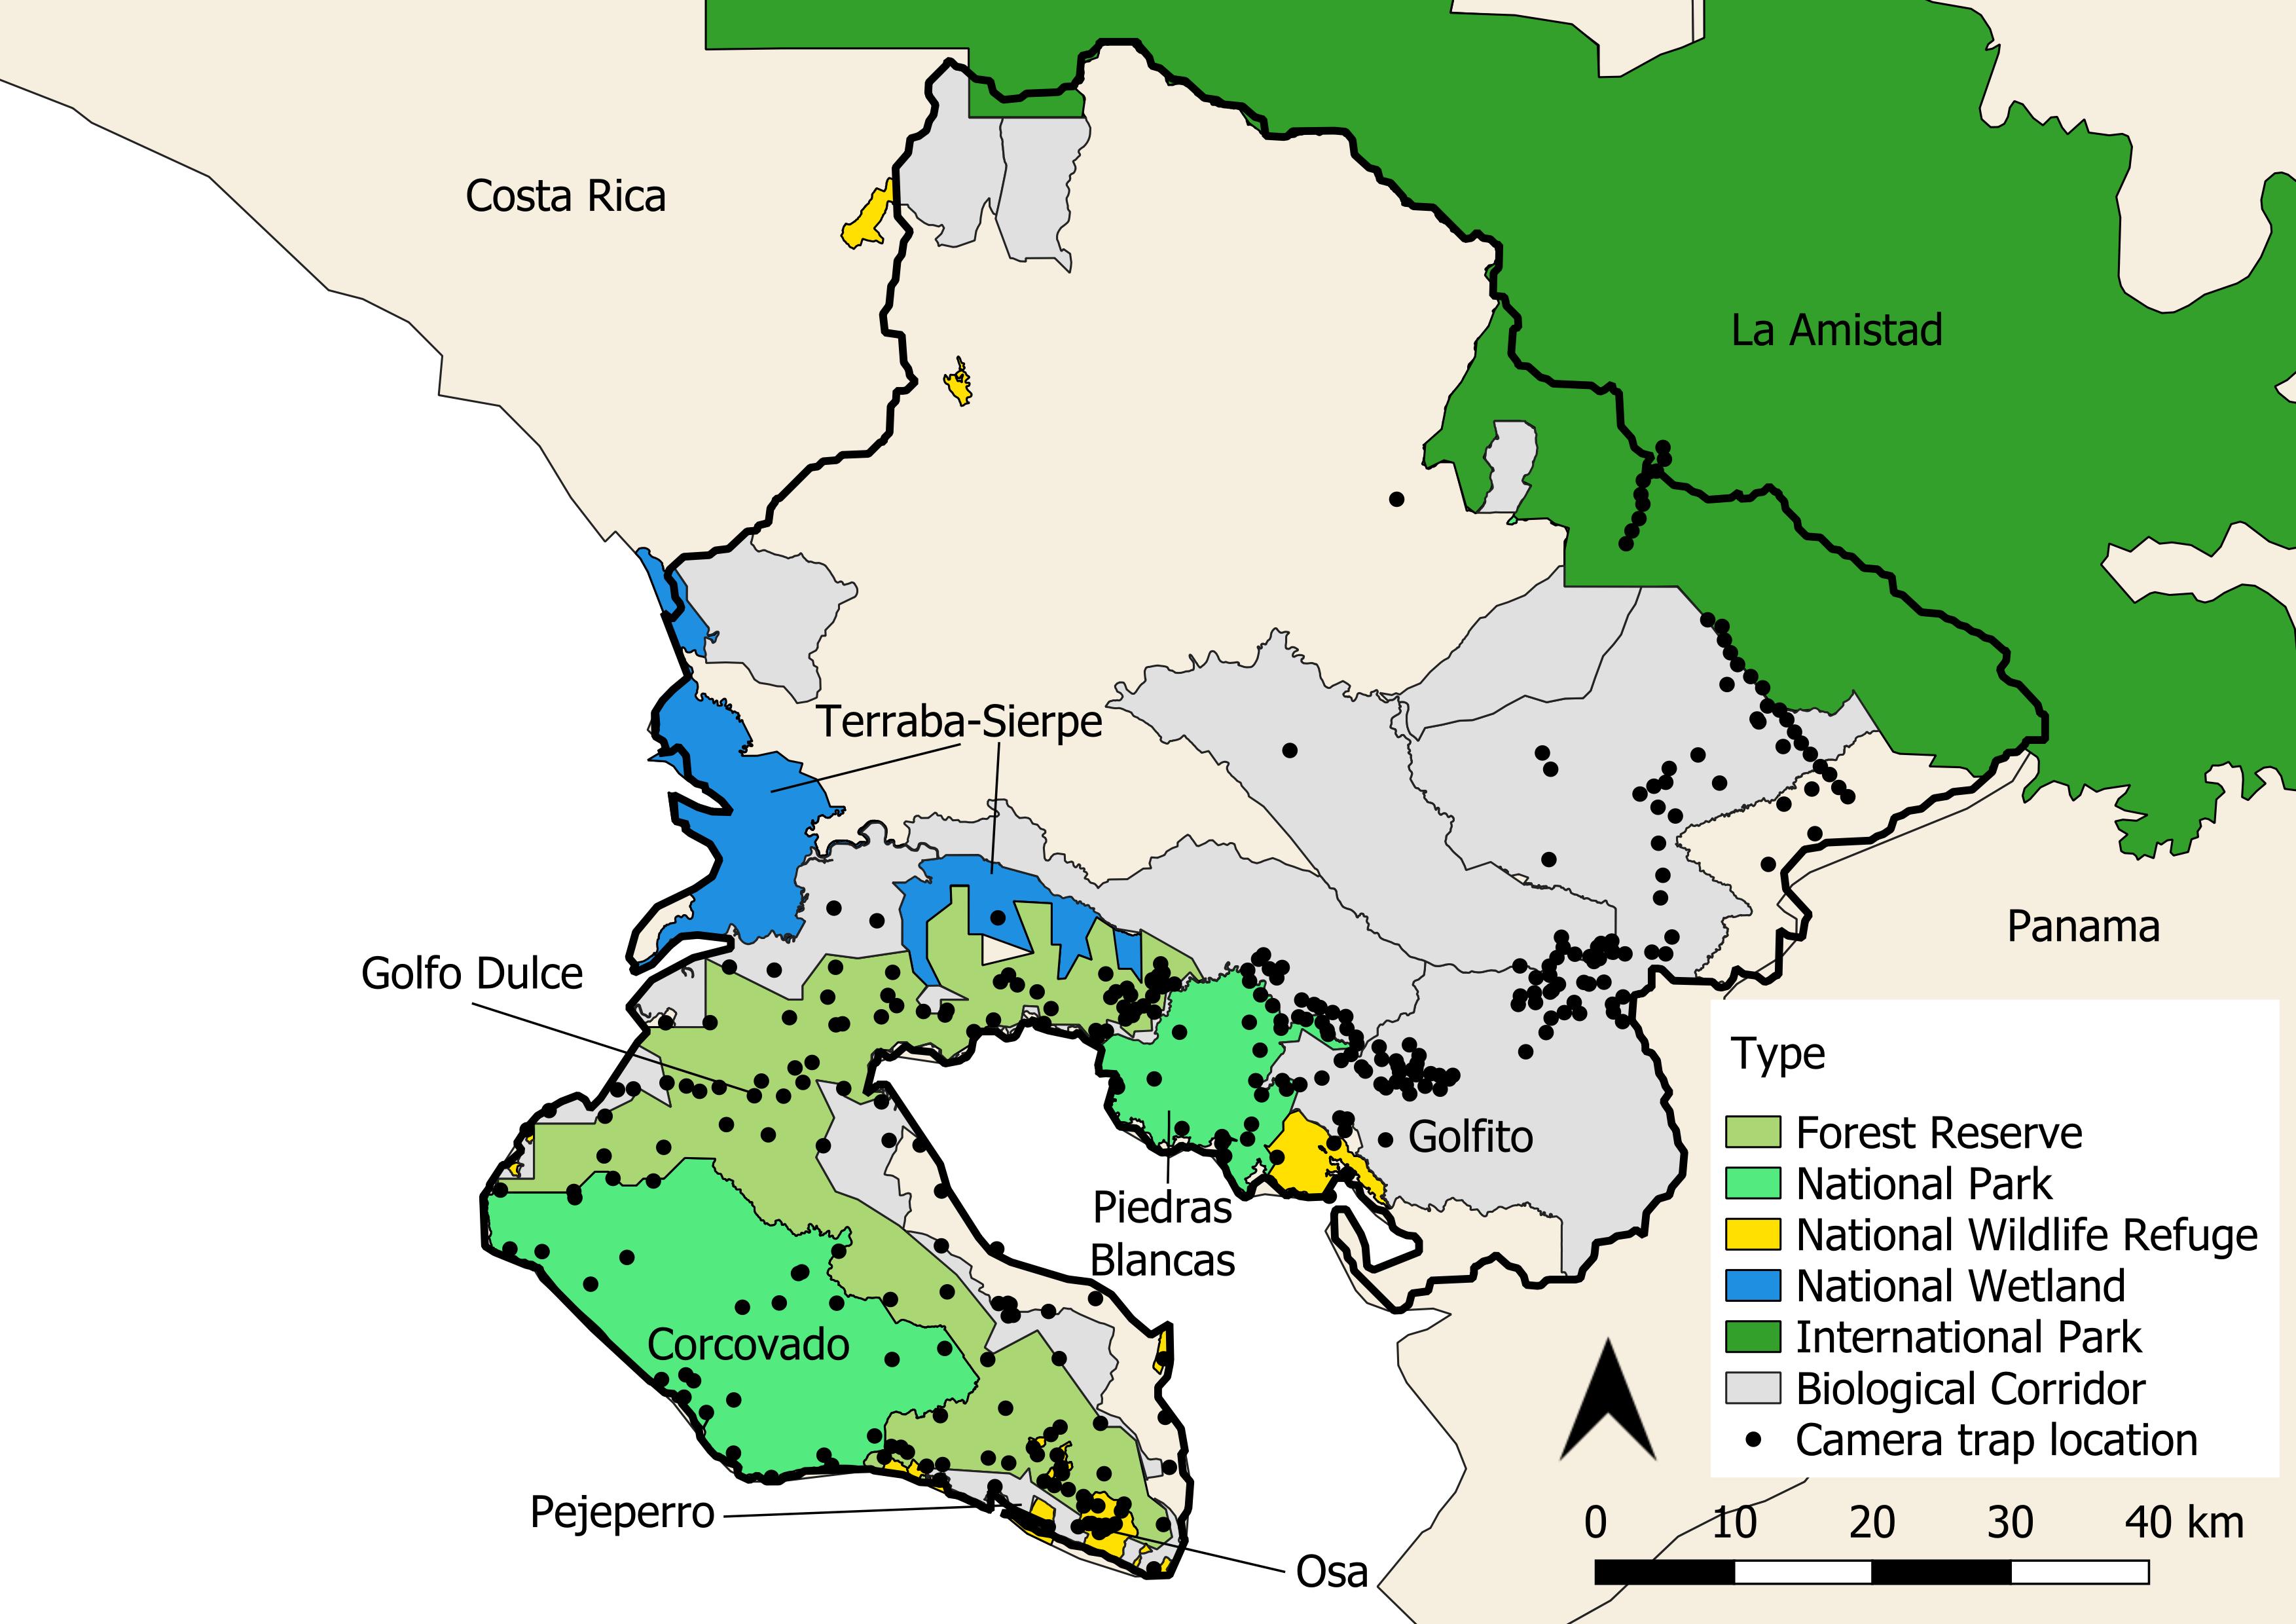 Costa Rica
La Amistad
Terraba-Sierpe
Panama
Golfo Dulce
Golfito
Piedras
Blancas
Corcovado
Pejeperro
Osa
Type
Forest Reserve
National Park
National Wildlife Refuge
National Wetland
International Park
Biological Corridor
Camera trap location
0 10 20 30 40 km